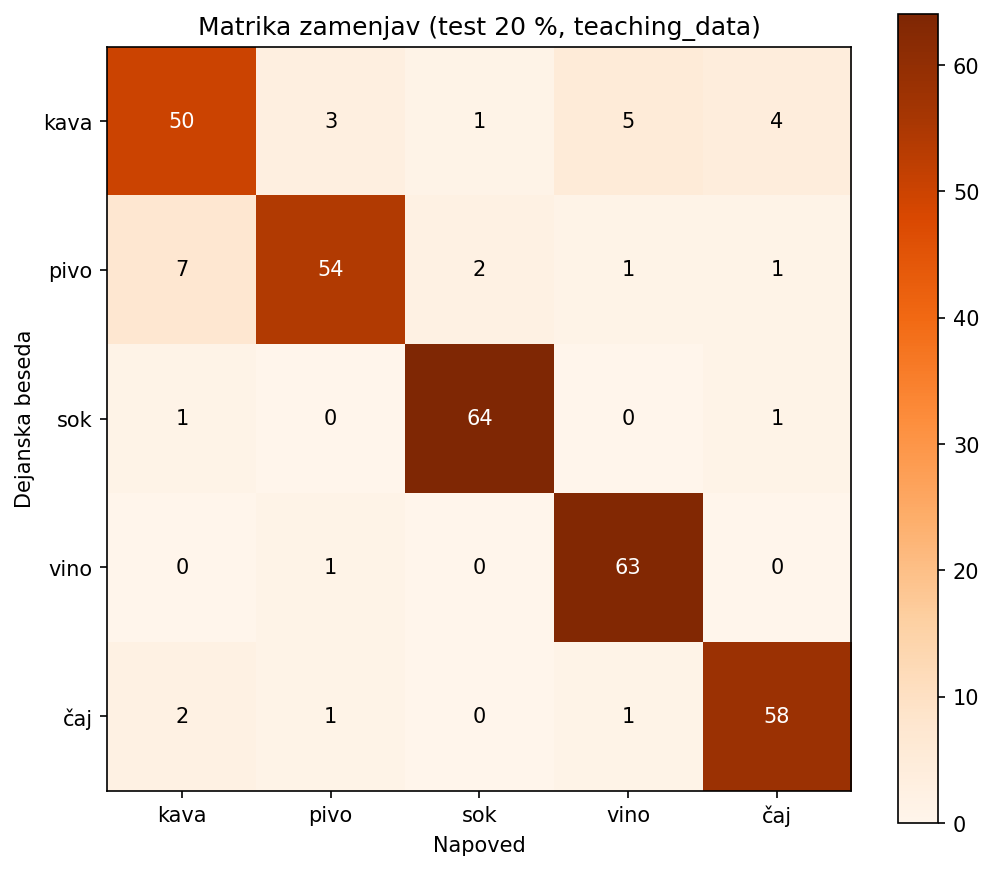 Matrika zamenjav (test 20 %, teaching_data)
kava 50 3 1 5 4
pivo 7 54 2 1 1
sok 1 0 64 0 1
vino 0 1 0 63 0
čaj 2 1 0 1 58
kava pivo sok vino čaj
Napoved
Dejanska beseda
60
50
40
30
20
10
0